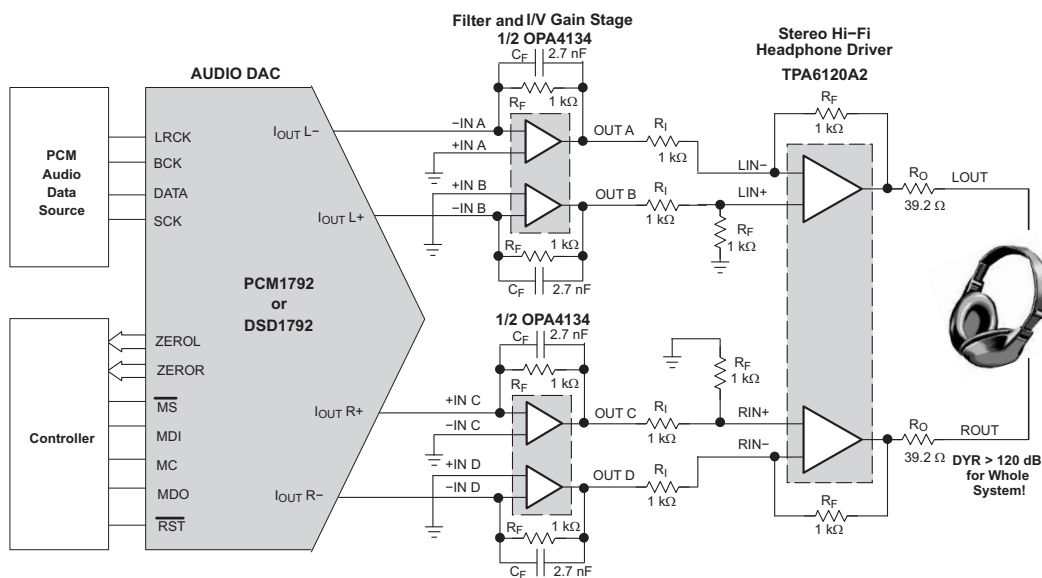 Filter and I/V Gain Stage
1/2 OPA4134
C_F 2.7 nF
R_F 1 kΩ
Stereo Hi−Fi
Headphone Driver
TPA6120A2
AUDIO DAC
PCM
Audio
Data
Source
LRCK
BCK
DATA
SCK
I_OUT L−
I_OUT L+
−IN A
+IN A
+IN B
−IN B
OUT A
OUT B
R_I
1 kΩ
R_I
1 kΩ
LIN−
LIN+
R_F
1 kΩ
R_F
1 kΩ
R_O
39.2 Ω
LOUT
R_F 1 kΩ
C_F 2.7 nF
PCM1792
or
DSD1792
Controller
ZEROL
ZEROR
MS
MDI
MC
MDO
RST
I_OUT R+
I_OUT R−
1/2 OPA4134
C_F 2.7 nF
R_F 1 kΩ
+IN C
−IN C
+IN D
−IN D
OUT C
OUT D
R_I
1 kΩ
R_I
1 kΩ
R_F
1 kΩ
RIN+
RIN−
R_O
39.2 Ω
ROUT
R_F
1 kΩ
R_F 1 kΩ
C_F 2.7 nF
DYR > 120 dB
for Whole
System!